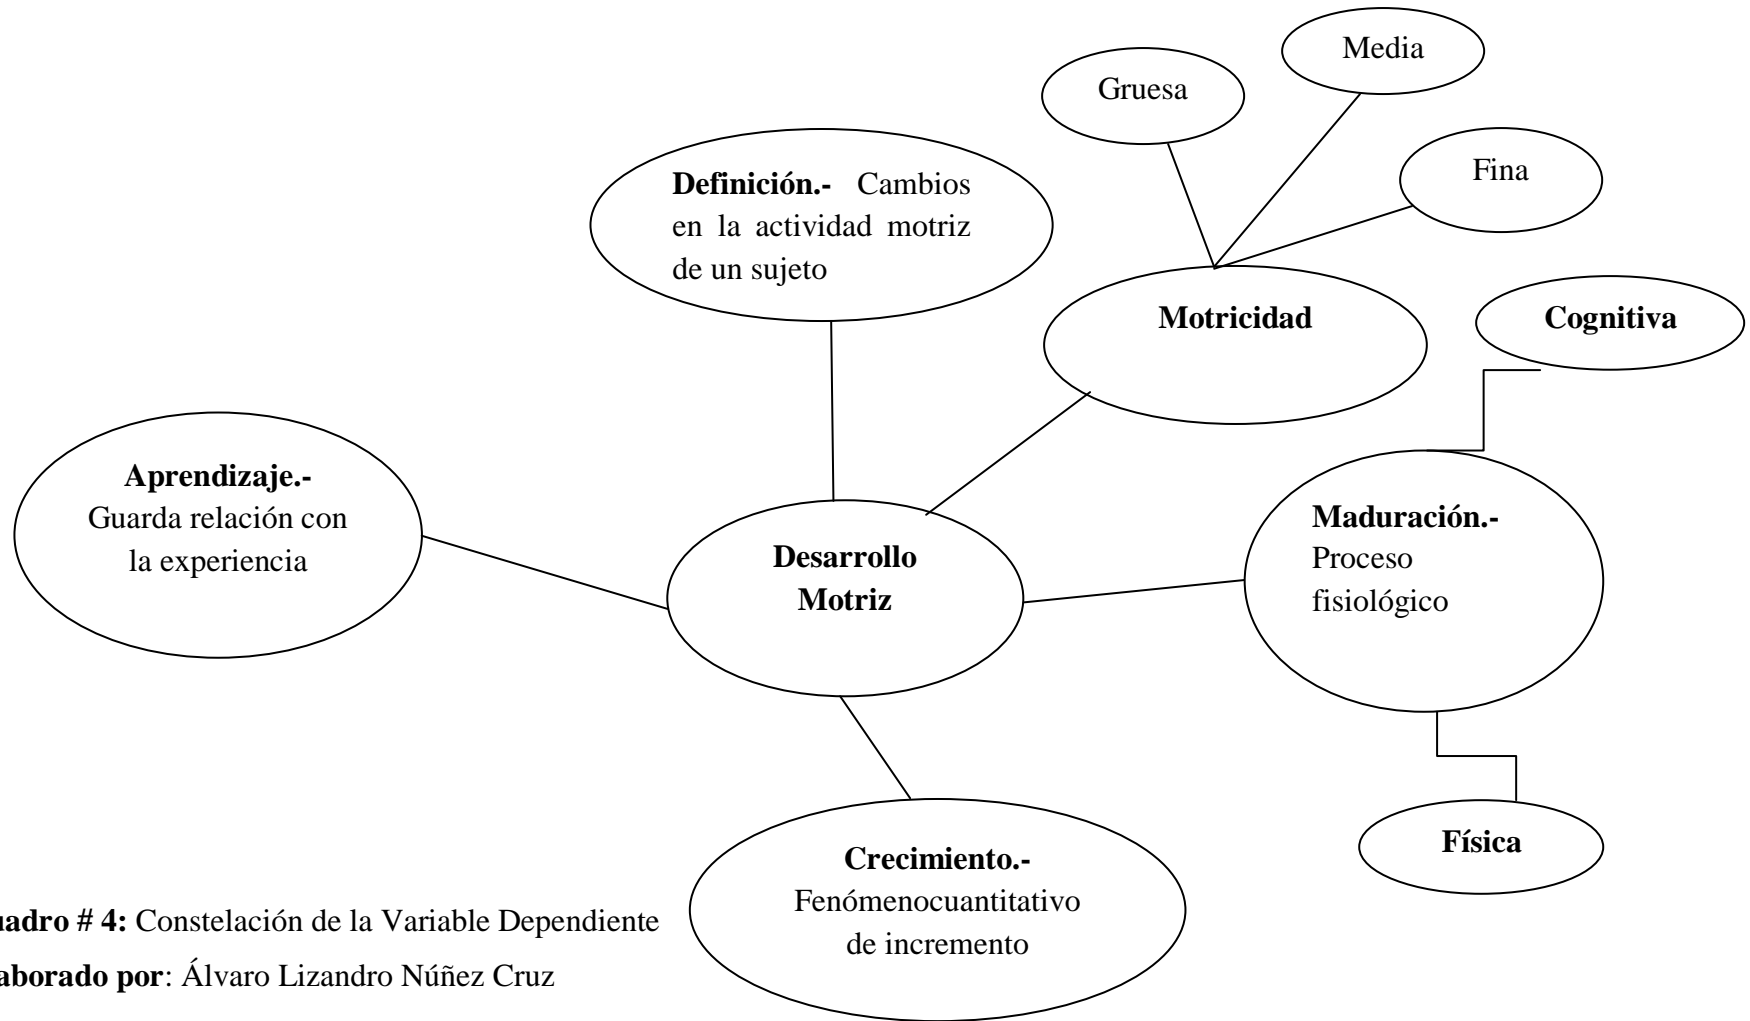 Media
Gruesa
Fina
Definición.- Cambios
en la actividad motriz
de un sujeto
Motricidad
Cognitiva
Aprendizaje.-
Guarda relación con
la experiencia
Desarrollo
Motriz
Maduración.-
Proceso
fisiológico
Física
Crecimiento.-
Fenómenocuantitativo
de incremento
uadro # 4: Constelación de la Variable Dependiente
aborado por: Álvaro Lizandro Núñez Cruz